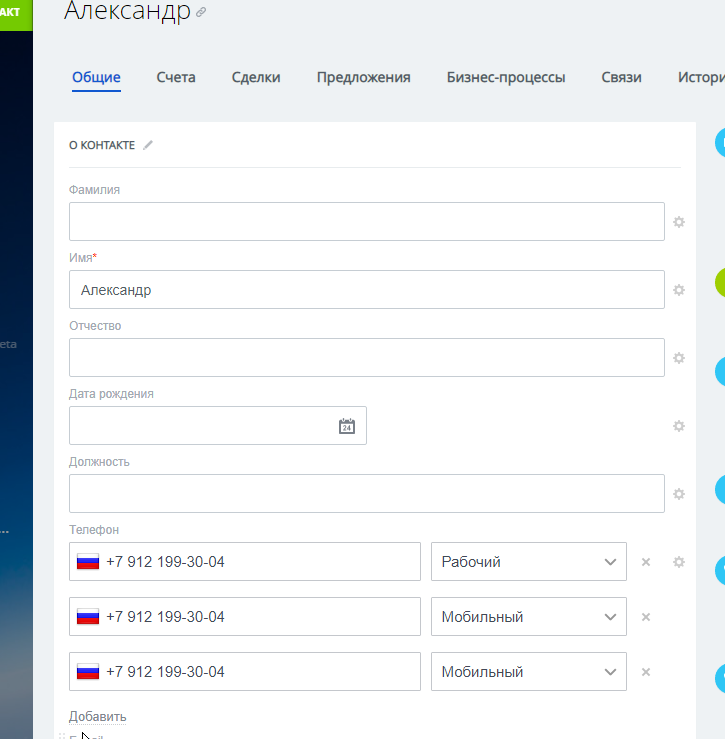 АКТ
Александр
Общие Счета Сделки Предложения Бизнес-процессы Связи Истори
О КОНТАКТЕ
Фамилия
Имя*
Александр
Отчество
Дата рождения
24
Должность
Телефон
+7 912 199-30-04 Рабочий
+7 912 199-30-04 Мобильный
+7 912 199-30-04 Мобильный
Добавить
eta
...